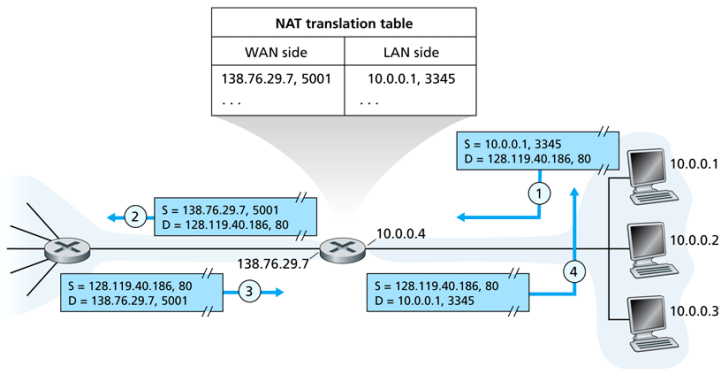 NAT translation table
WAN side
LAN side
138.76.29.7, 5001
10.0.0.1, 3345
. . .
. . .
S = 10.0.0.1, 3345
D = 128.119.40.186, 80
10.0.0.1
1
S = 138.76.29.7, 5001
D = 128.119.40.186, 80
2
10.0.0.4
10.0.0.2
138.76.29.7
S = 128.119.40.186, 80
D = 138.76.29.7, 5001
3
S = 128.119.40.186, 80
D = 10.0.0.1, 3345
4
10.0.0.3